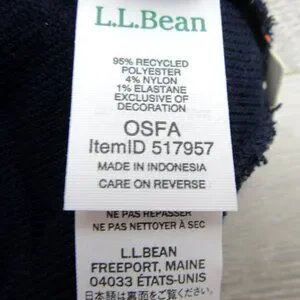 L.L.Bean
95% RECYCLED
POLYESTER
4% NYLON
1% ELASTANE
EXCLUSIVE OF
DECORATION
OSFA
ItemID 517957
MADE IN INDONESIA
CARE ON REVERSE
NE PAS REPASSER
NE PAS NETTOYER À SEC
L.L.BEAN
FREEPORT, MAINE
04033 ÉTATS-UNIS
日本語は裏面をご覧ください